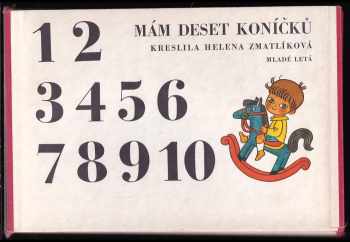 1 2
MÁM DESET KONÍČKŮ
KRESLILA HELENA ZMATLÍKOVÁ
MLADÉ LETÁ
3 4 5 6
7 8 9 10